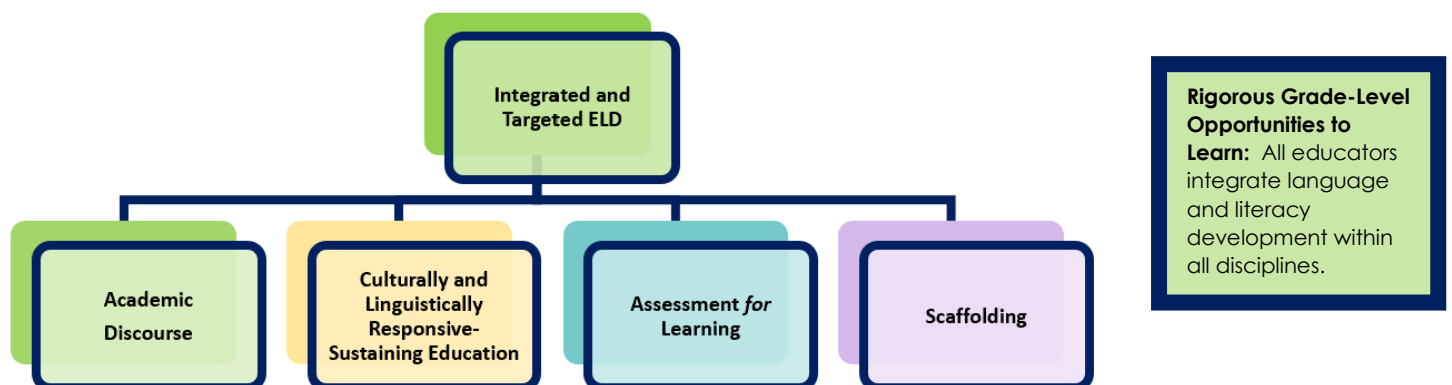 Integrated and
Targeted ELD
Academic
Discourse
Culturally and
Linguistically
Responsive-
Sustaining Education
Assessment for
Learning
Scaffolding
Rigorous Grade-Level
Opportunities to
Learn: All educators
integrate language
and literacy
development within
all disciplines.